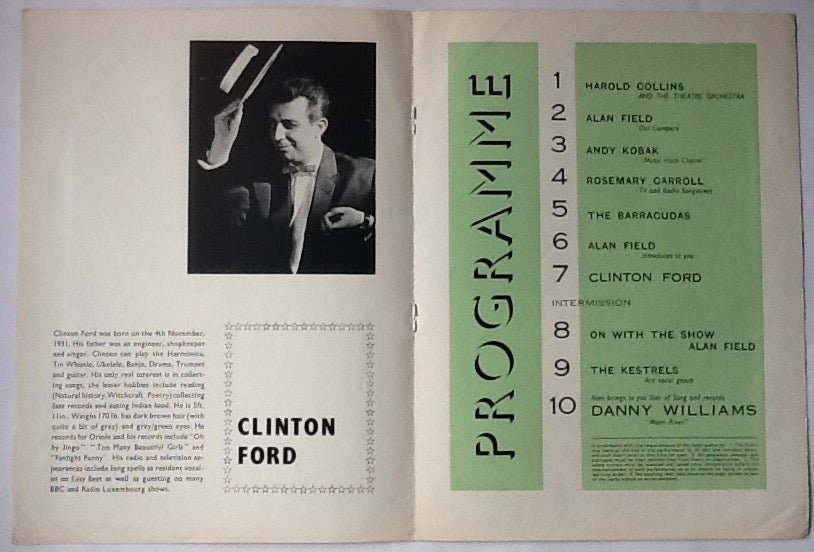 Clinton Ford was born on the 4th November,
1931. His father was an engineer, shopkeeper
and singer. Clinton can play the Harmonica,
Tin Whistle, Ukelele, Banjo, Drums, Trumpet
and guitar. His only real interest is in collect-
ing songs, the lesser hobbies include reading
(Natural history, Witchcraft, Poetry) collecting
Jazz records and eating Indian food. He is 5ft.
11in. Weighs 170 lb. has dark brown hair (with
quite a bit of grey) and grey/green eyes. He
records for Oriole and his records include "Oh
by Jingo" "Too Many Beautiful Girls" and
"Fanlight Fanny". His radio and television ap-
pearances include long spells as resident vocal-
ist on Easy Beat as well as guesting on many
BBC and Radio Luxembourg shows.
CLINTON
FORD
PROGRAMME
1 HAROLD COLLINS
AND THE THEATRE ORCHESTRA
2 ALAN FIELD
Our Compere
3 ANDY KOBAK
"Music Hath Charm"
4 ROSEMARY CARROLL
TV and Radio Songstress
5 THE BARRACUDAS
6 ALAN FIELD
Introduces to you
7 CLINTON FORD
INTERMISSION
8 ON WITH THE SHOW
ALAN FIELD
9 THE KESTRELS
Ace vocal group
10 Alan brings to you Star of Song and records
DANNY WILLIAMS
"Moon River"